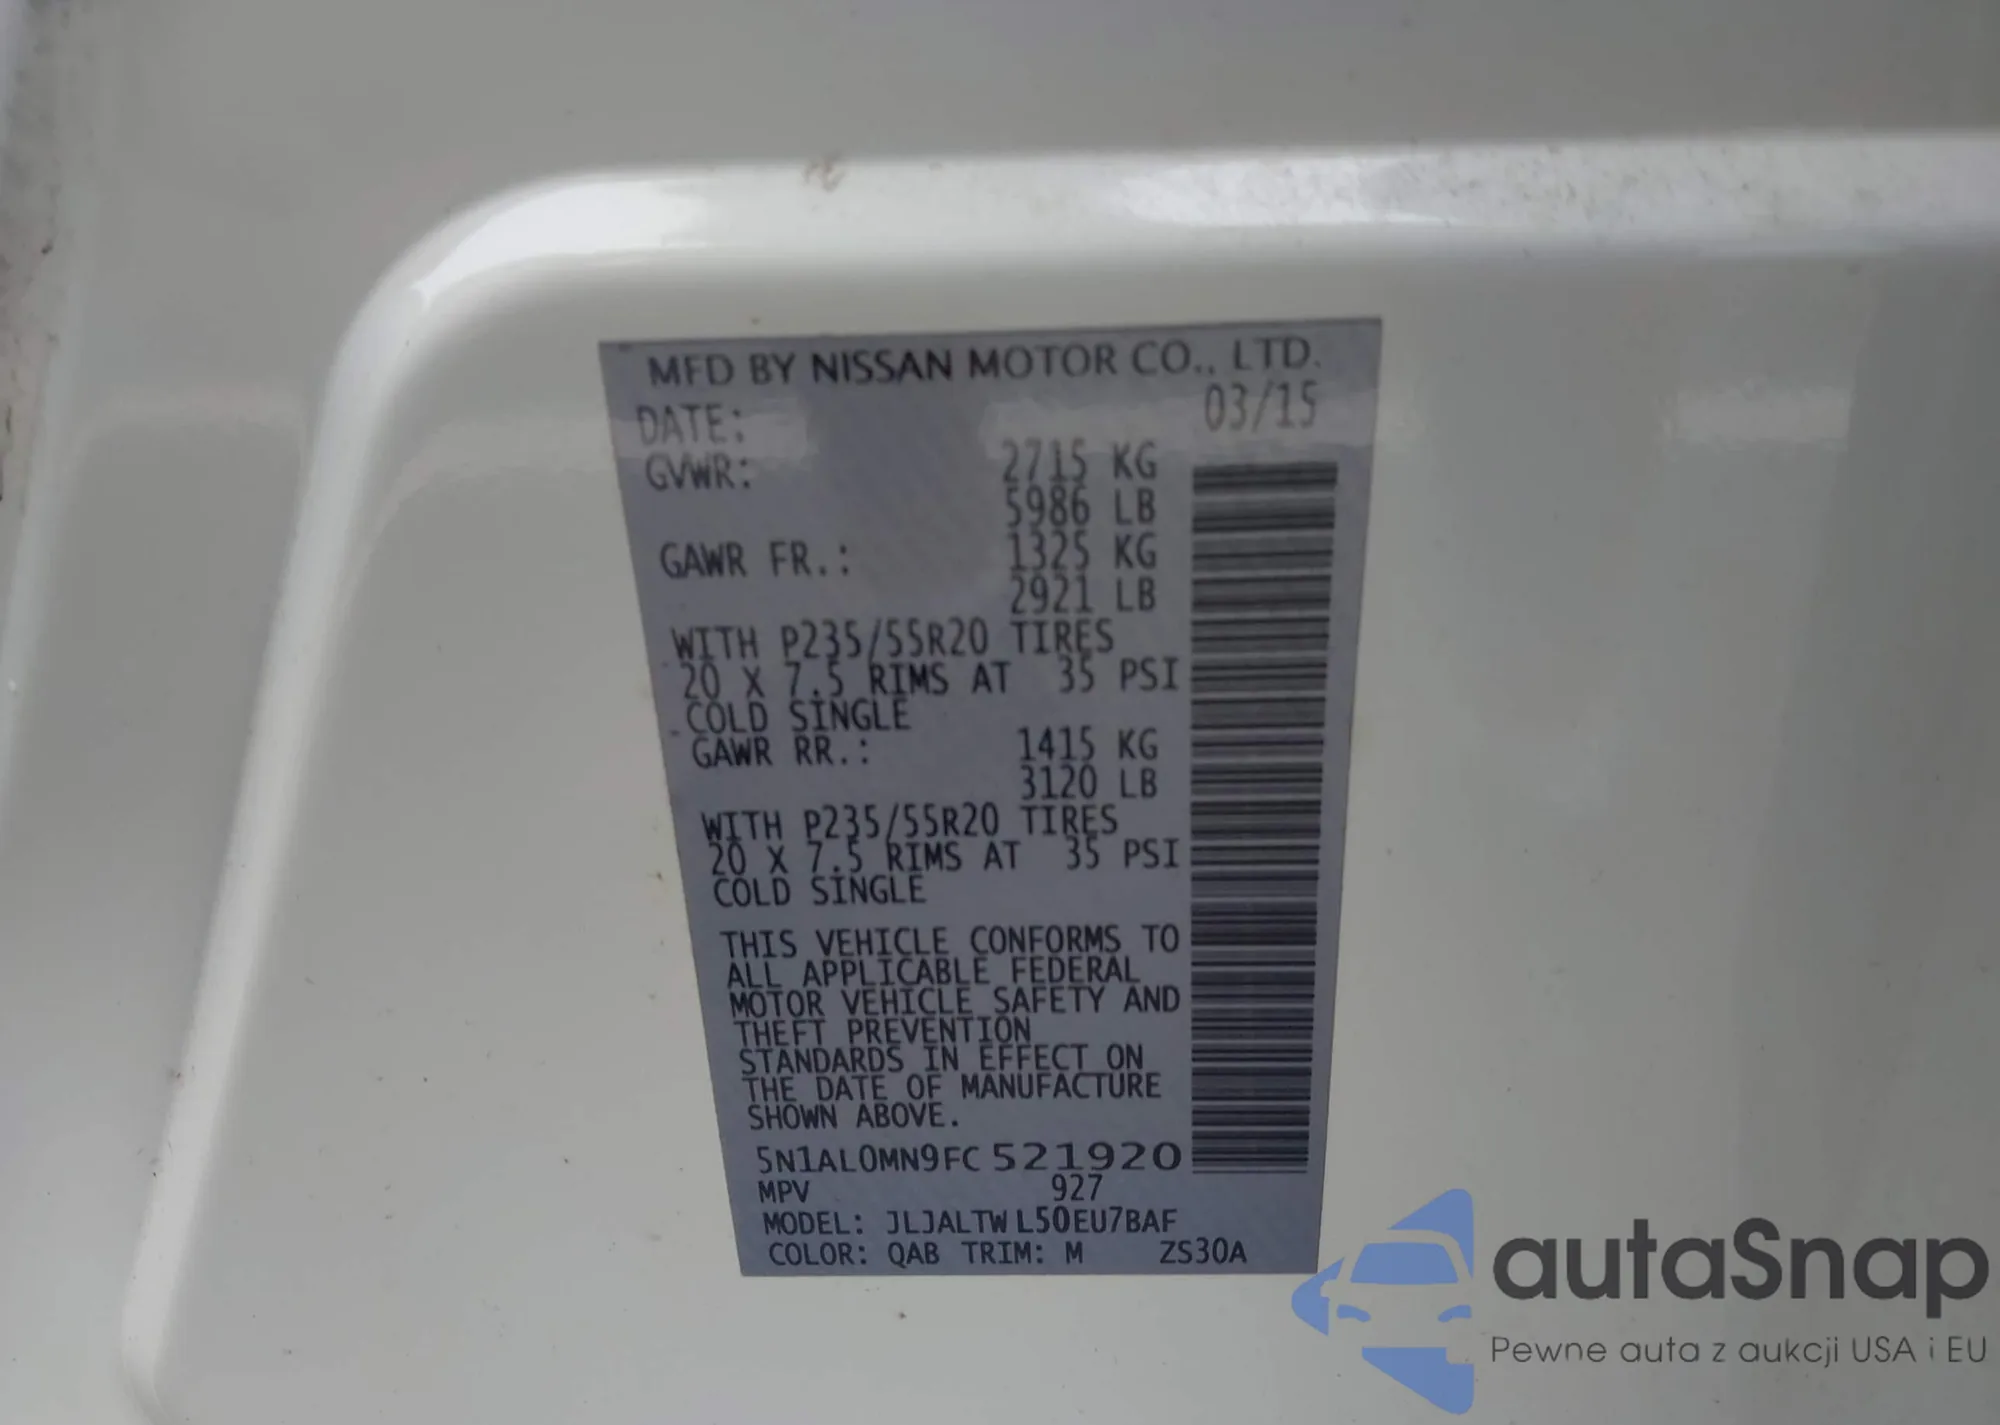 MFD BY NISSAN MOTOR CO., LTD.
DATE: 03/15
GVWR: 2715 KG
5986 LB
GAWR FR.: 1325 KG
2921 LB
WITH P235/55R20 TIRES
20 X 7.5 RIMS AT 35 PSI
COLD SINGLE
GAWR RR.: 1415 KG
3120 LB
WITH P235/55R20 TIRES
20 X 7.5 RIMS AT 35 PSI
COLD SINGLE
THIS VEHICLE CONFORMS TO
ALL APPLICABLE FEDERAL
MOTOR VEHICLE SAFETY AND
THEFT PREVENTION
STANDARDS IN EFFECT ON
THE DATE OF MANUFACTURE
SHOWN ABOVE.
5N1AL0MN9FC521920
MPV 927
MODEL: JLJALTWL50EU7BAF
COLOR: QAB TRIM: M ZS30A
autaSnap
Pewne auta z aukcji USA i EU